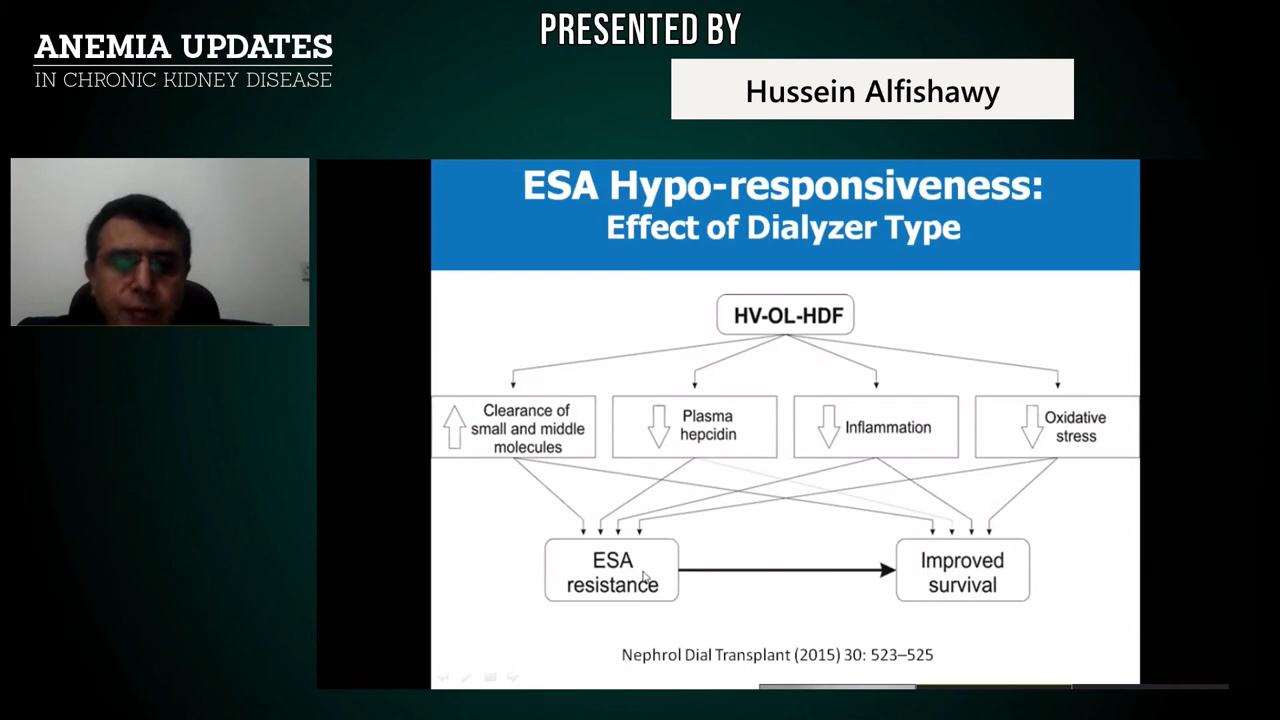 PRESENTED BY
ANEMIA UPDATES
IN CHRONIC KIDNEY DISEASE
Hussein Alfishawy
ESA Hypo-responsiveness:
Effect of Dialyzer Type
HV-OL-HDF
Clearance of
small and middle
molecules
Plasma
hepcidin
Inflammation
Oxidative
stress
ESA
resistance
Improved
survival
Nephrol Dial Transplant (2015) 30: 523–525